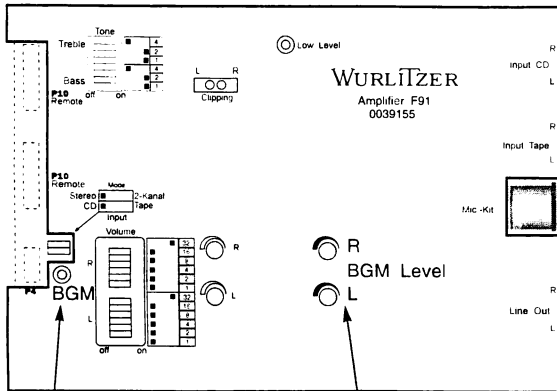 Tone
Treble
4
2
1
4
2
1
Bass
off on
P10
Remote
Low Level
L R
Clipping
WURLITZER
Amplifier F91
0039155
R
Input CD
L
R
Input Tape
L
P10
Remote
Mode
Stereo 2-Kanal
CD Tape
Input
Mic-Kit
Volume
R
32
16
8
4
2
1
L
32
16
8
4
2
1
off on
R
L
BGM
P4
R
BGM Level
L
R
Line Out
L